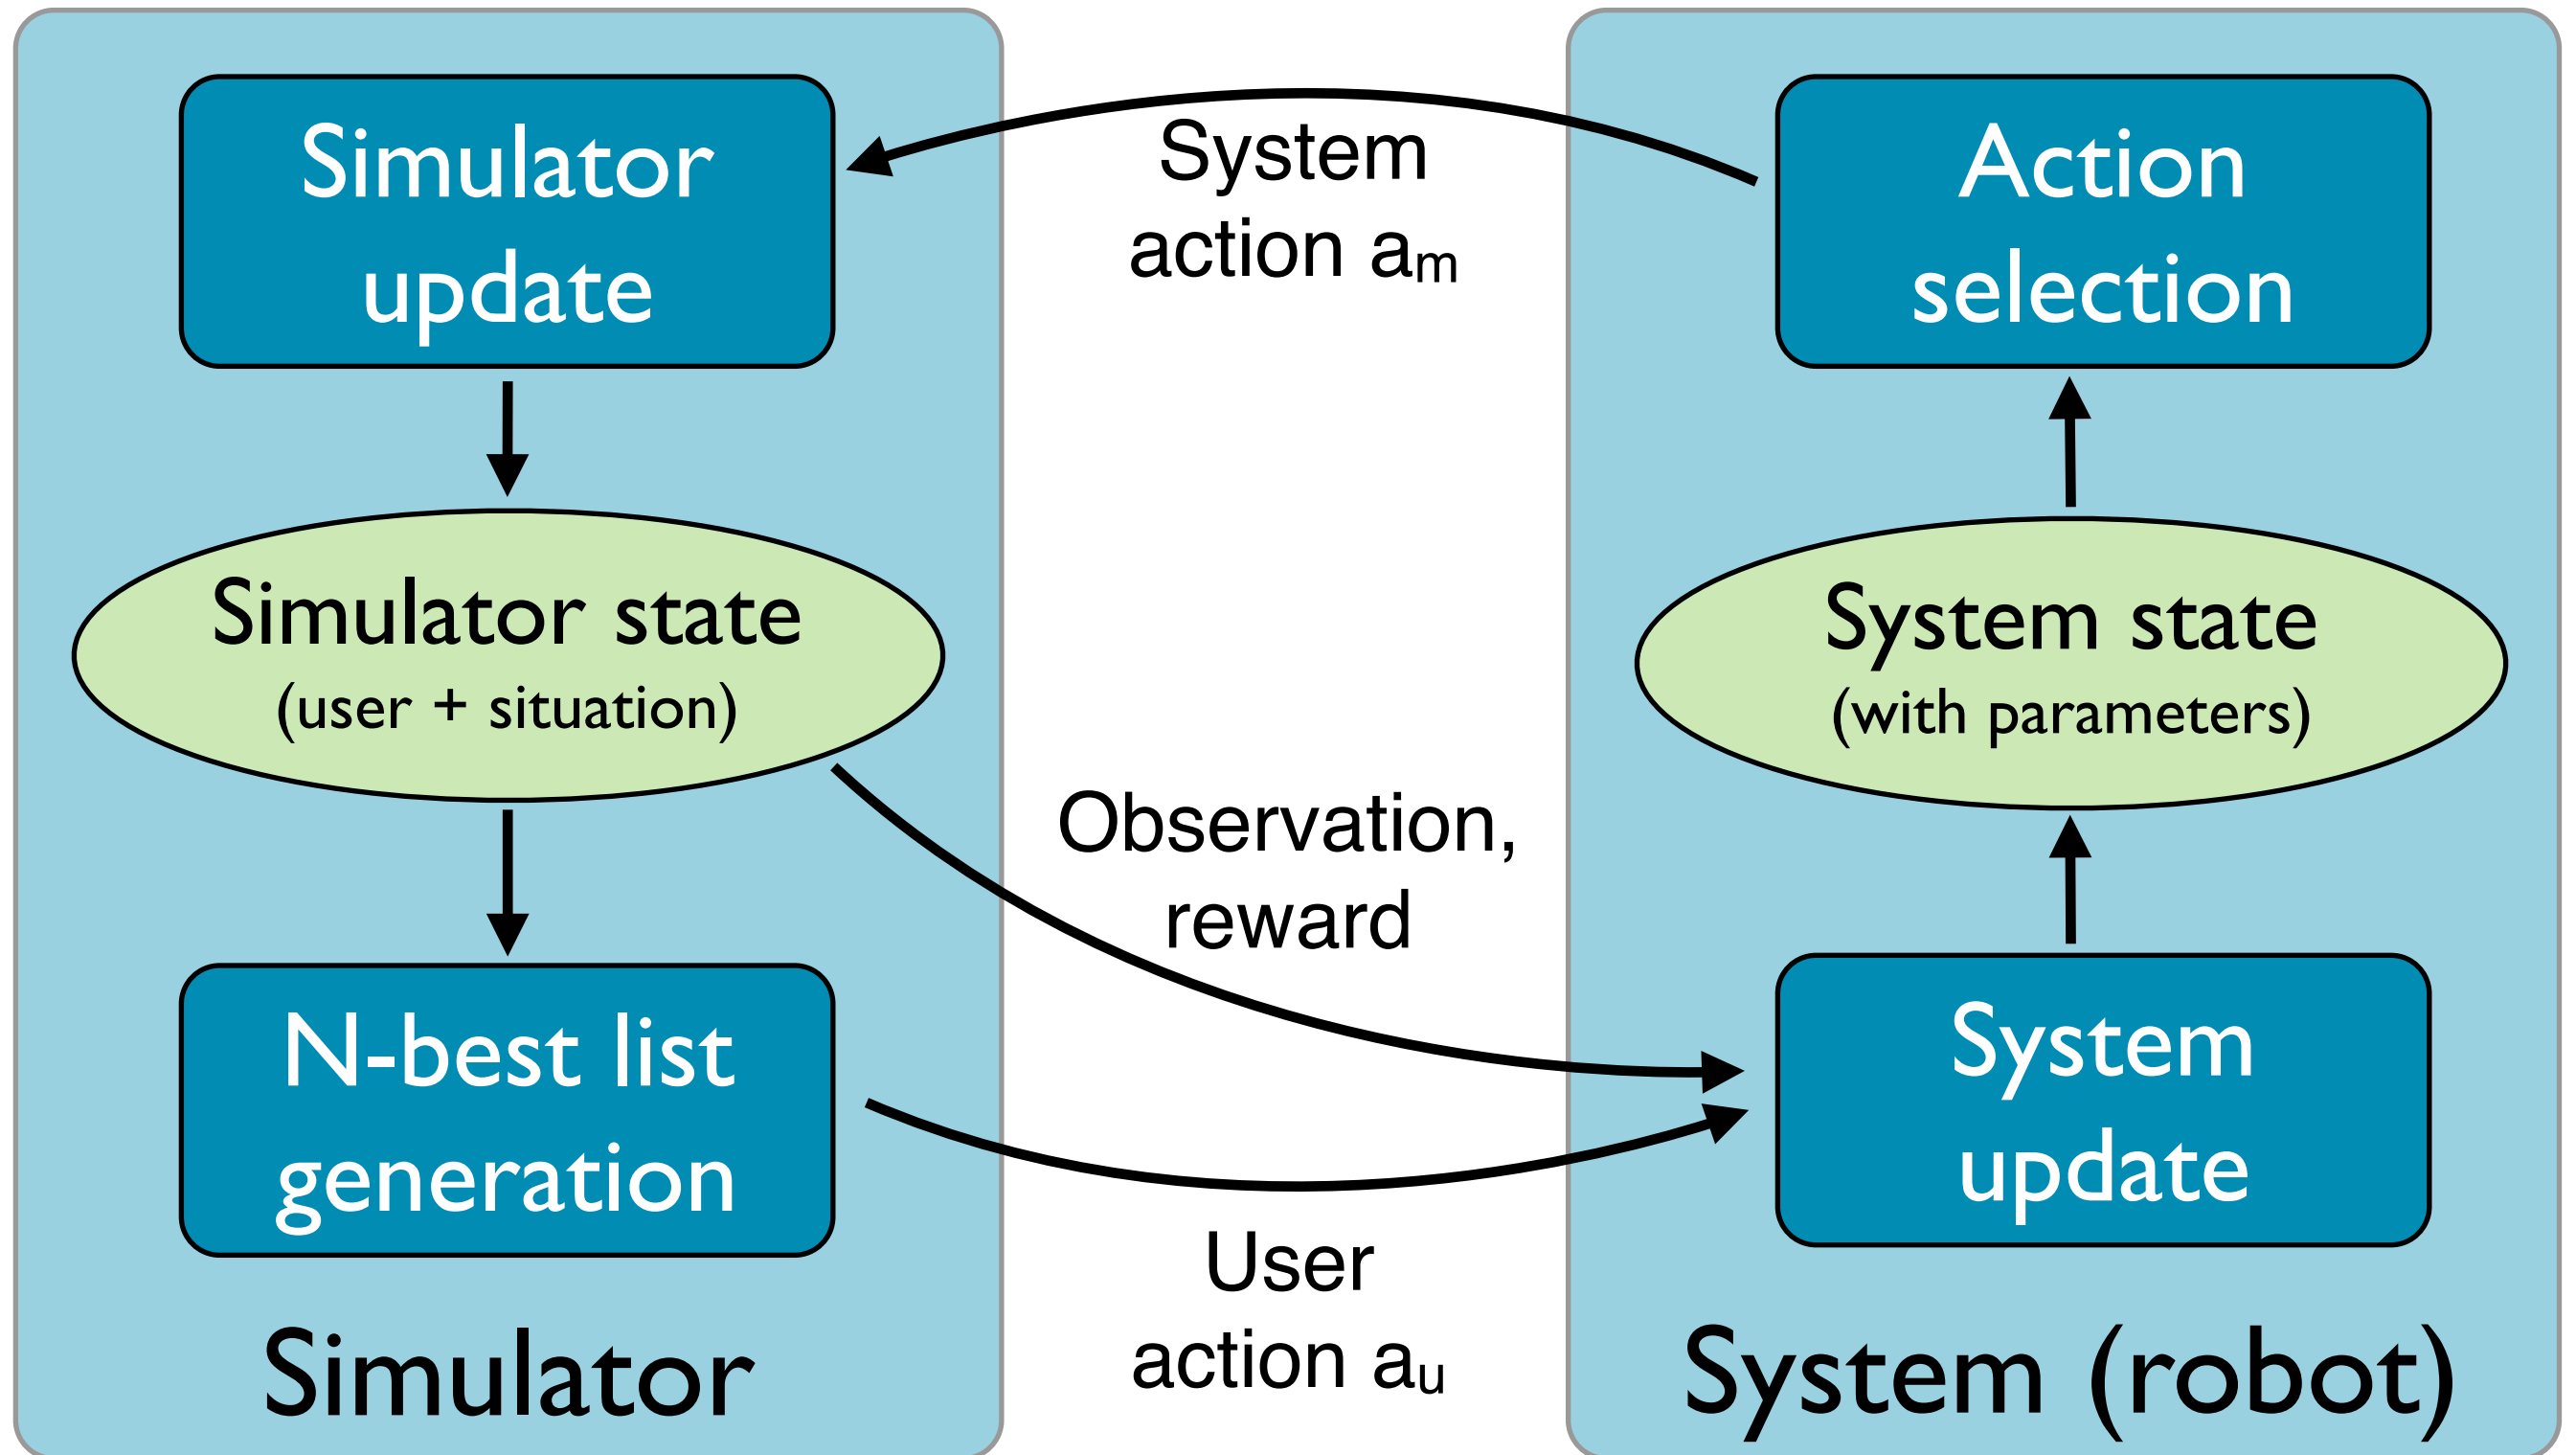 Simulator
update
Simulator state
(user + situation)
N-best list
generation
Simulator
System
action aₘ
Observation,
reward
User
action aᵤ
Action
selection
System state
(with parameters)
System
update
System (robot)